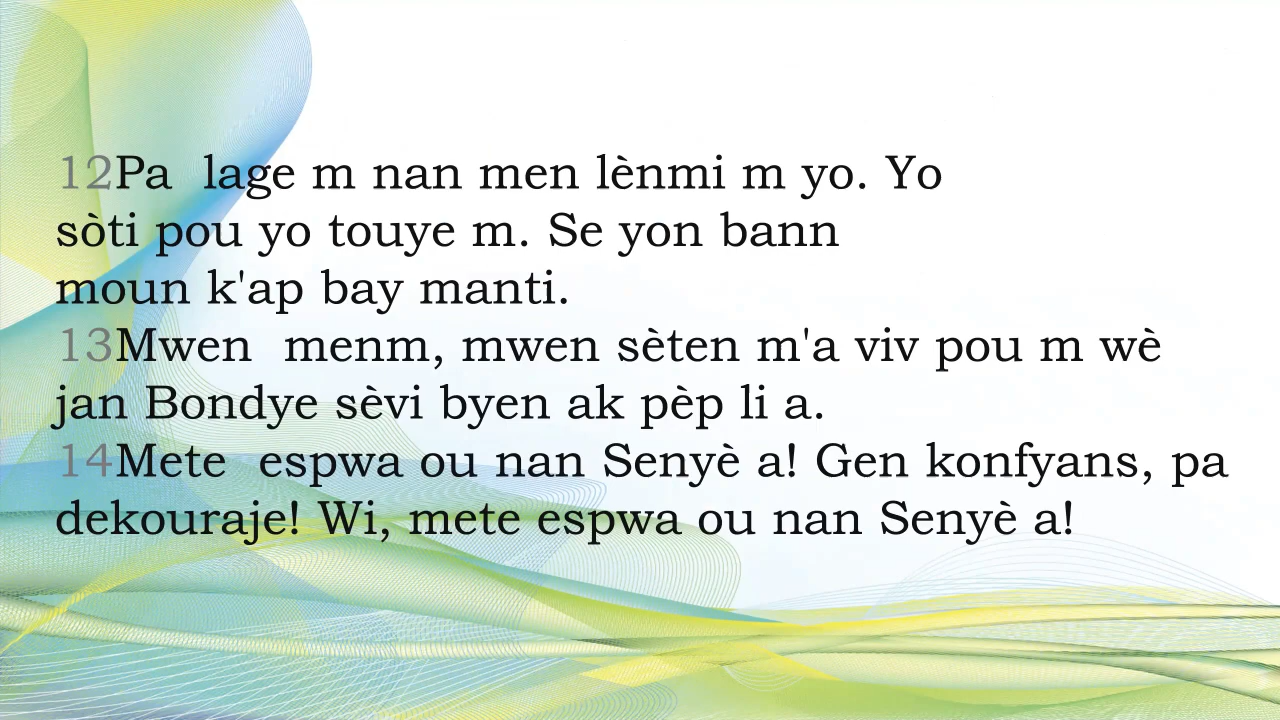 12Pa lage m nan men lènmi m yo. Yo
sòti pou yo touye m. Se yon bann
moun k'ap bay manti.
13Mwen menm, mwen sèten m'a viv pou m wè
jan Bondye sèvi byen ak pèp li a.
14Mete espwa ou nan Senyè a! Gen konfyans, pa
dekouraje! Wi, mete espwa ou nan Senyè a!